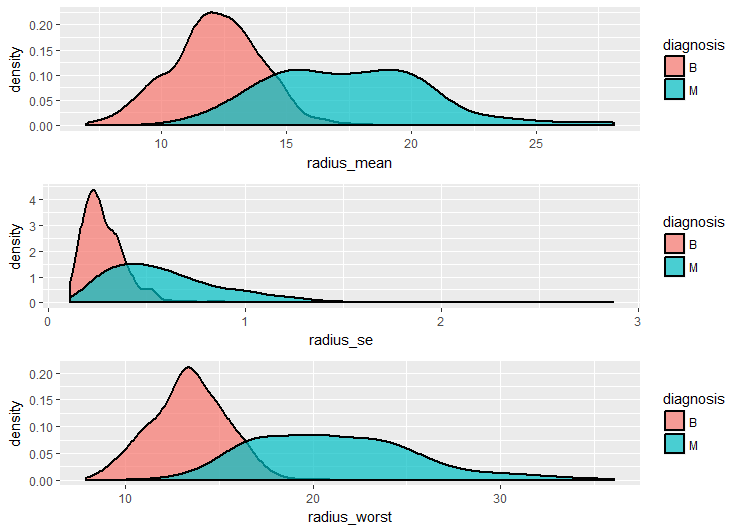 0.20
0.15
0.10
0.05
0.00
density
10 15 20 25
radius_mean
diagnosis
B
M
4
3
2
1
0
density
0 1 2 3
radius_se
diagnosis
B
M
0.20
0.15
0.10
0.05
0.00
density
10 20 30
radius_worst
diagnosis
B
M